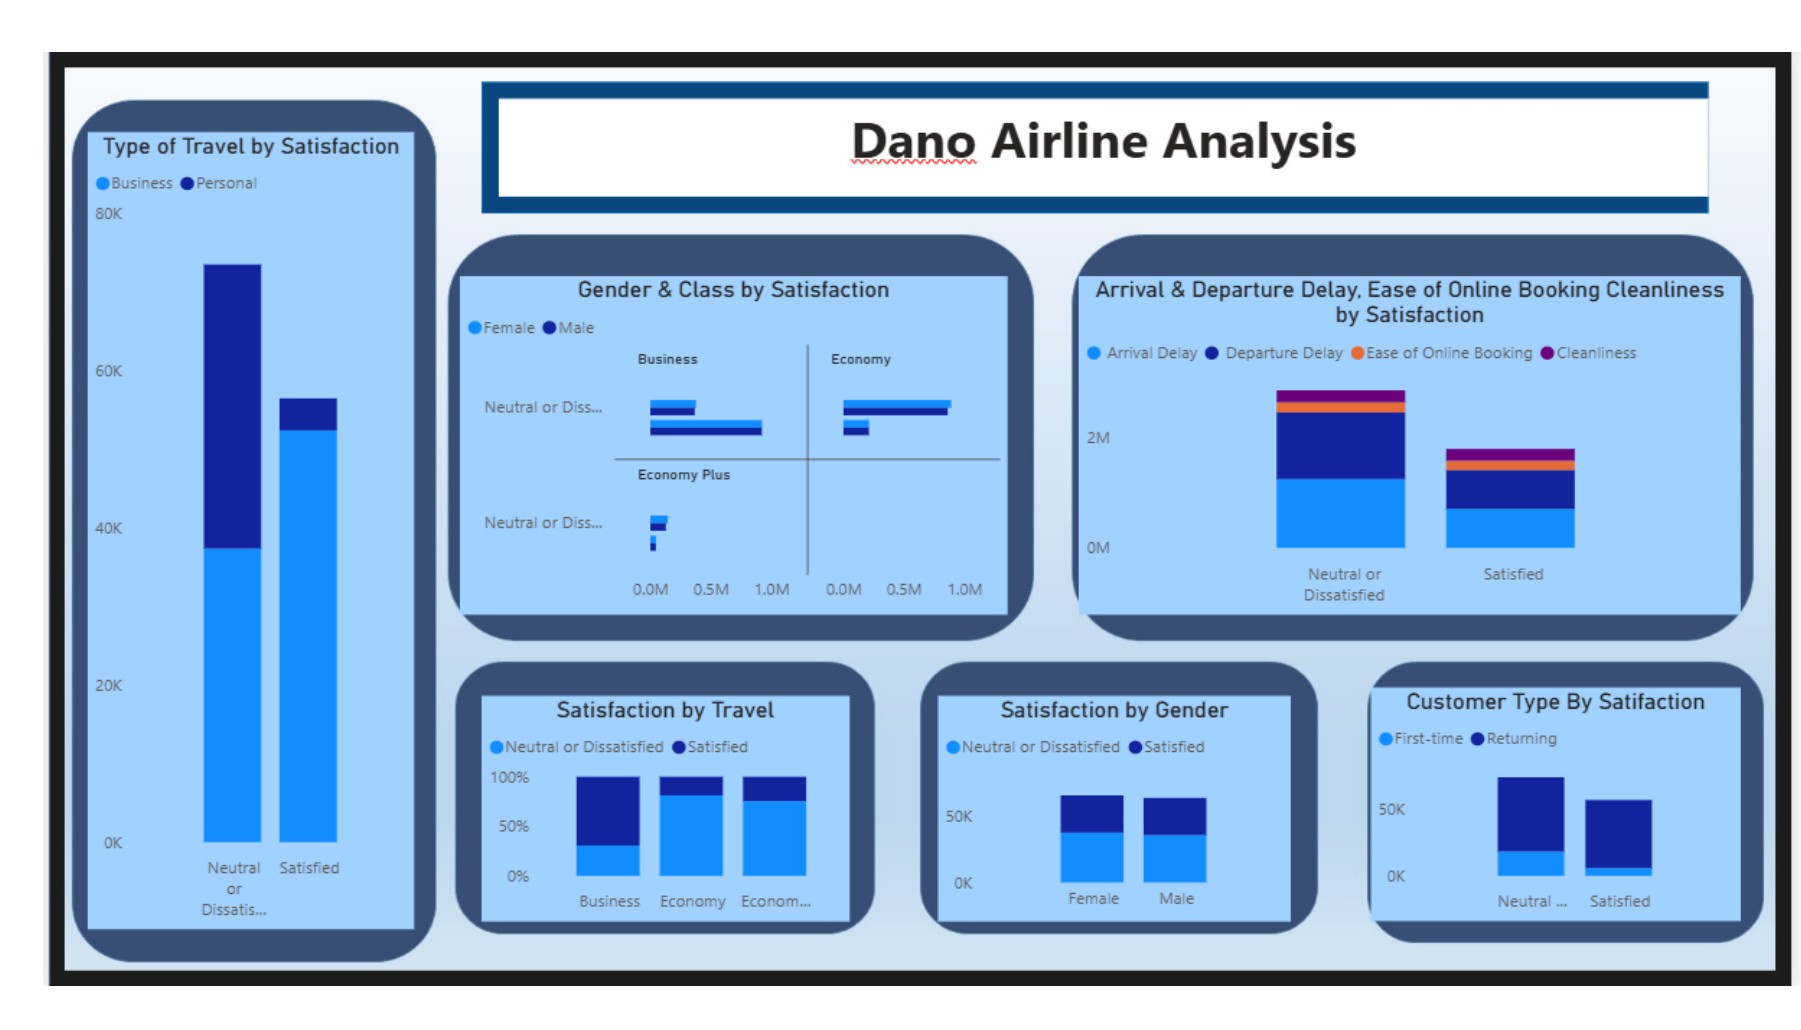 Dano Airline Analysis
Type of Travel by Satisfaction
Business Personal
80K
60K
40K
20K
0K
Neutral
or
Dissatis...
Satisfied
Gender & Class by Satisfaction
Female Male
Business
Economy
Neutral or Diss...
Economy Plus
Neutral or Diss...
0.0M 0.5M 1.0M 0.0M 0.5M 1.0M
Arrival & Departure Delay, Ease of Online Booking Cleanliness
by Satisfaction
Arrival Delay Departure Delay Ease of Online Booking Cleanliness
2M
0M
Neutral or
Dissatisfied
Satisfied
Satisfaction by Travel
Neutral or Dissatisfied Satisfied
100%
50%
0%
Business Economy Econom...
Satisfaction by Gender
Neutral or Dissatisfied Satisfied
50K
0K
Female Male
Customer Type By Satifaction
First-time Returning
50K
0K
Neutral ... Satisfied